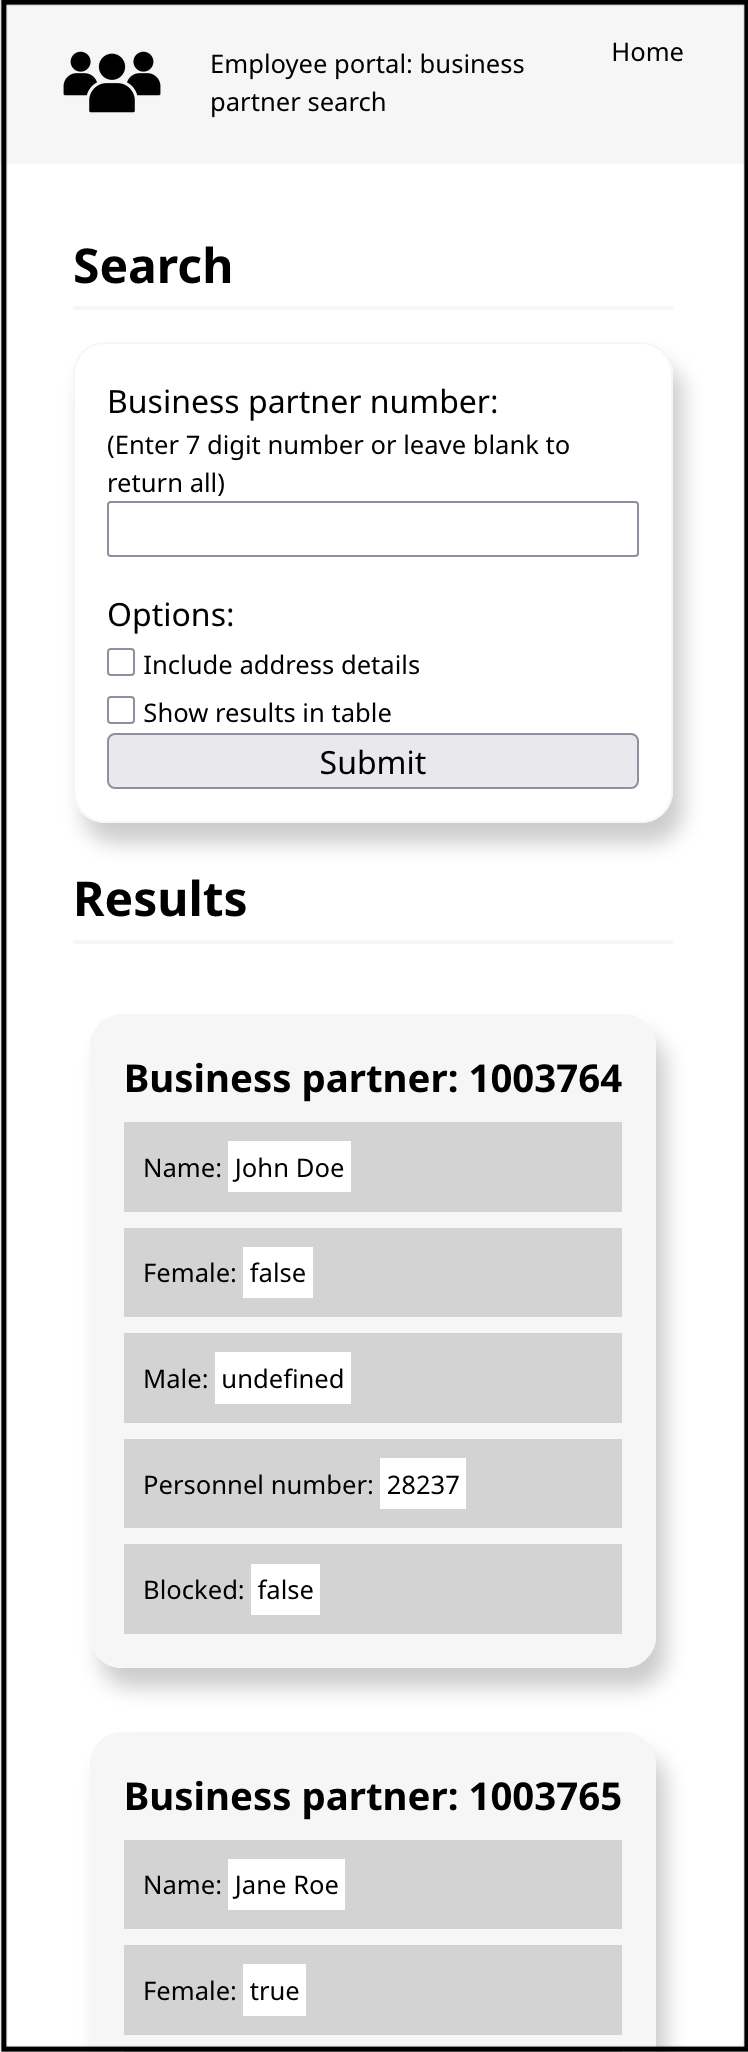 Employee portal: business
partner search
Home
Search
Business partner number:
(Enter 7 digit number or leave blank to
return all)
Options:
Include address details
Show results in table
Submit
Results
Business partner: 1003764
Name: John Doe
Female: false
Male: undefined
Personnel number: 28237
Blocked: false
Business partner: 1003765
Name: Jane Roe
Female: true